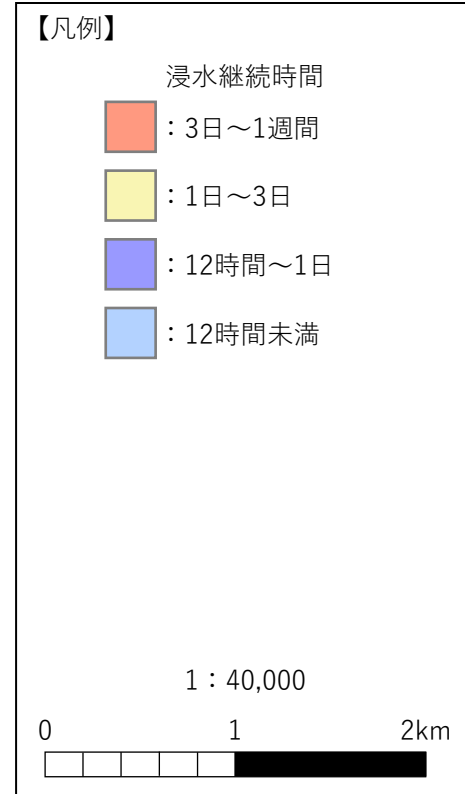 【凡例】
浸水継続時間
：3日～1週間
：1日～3日
：12時間～1日
：12時間未満
1：40,000
0 1 2km